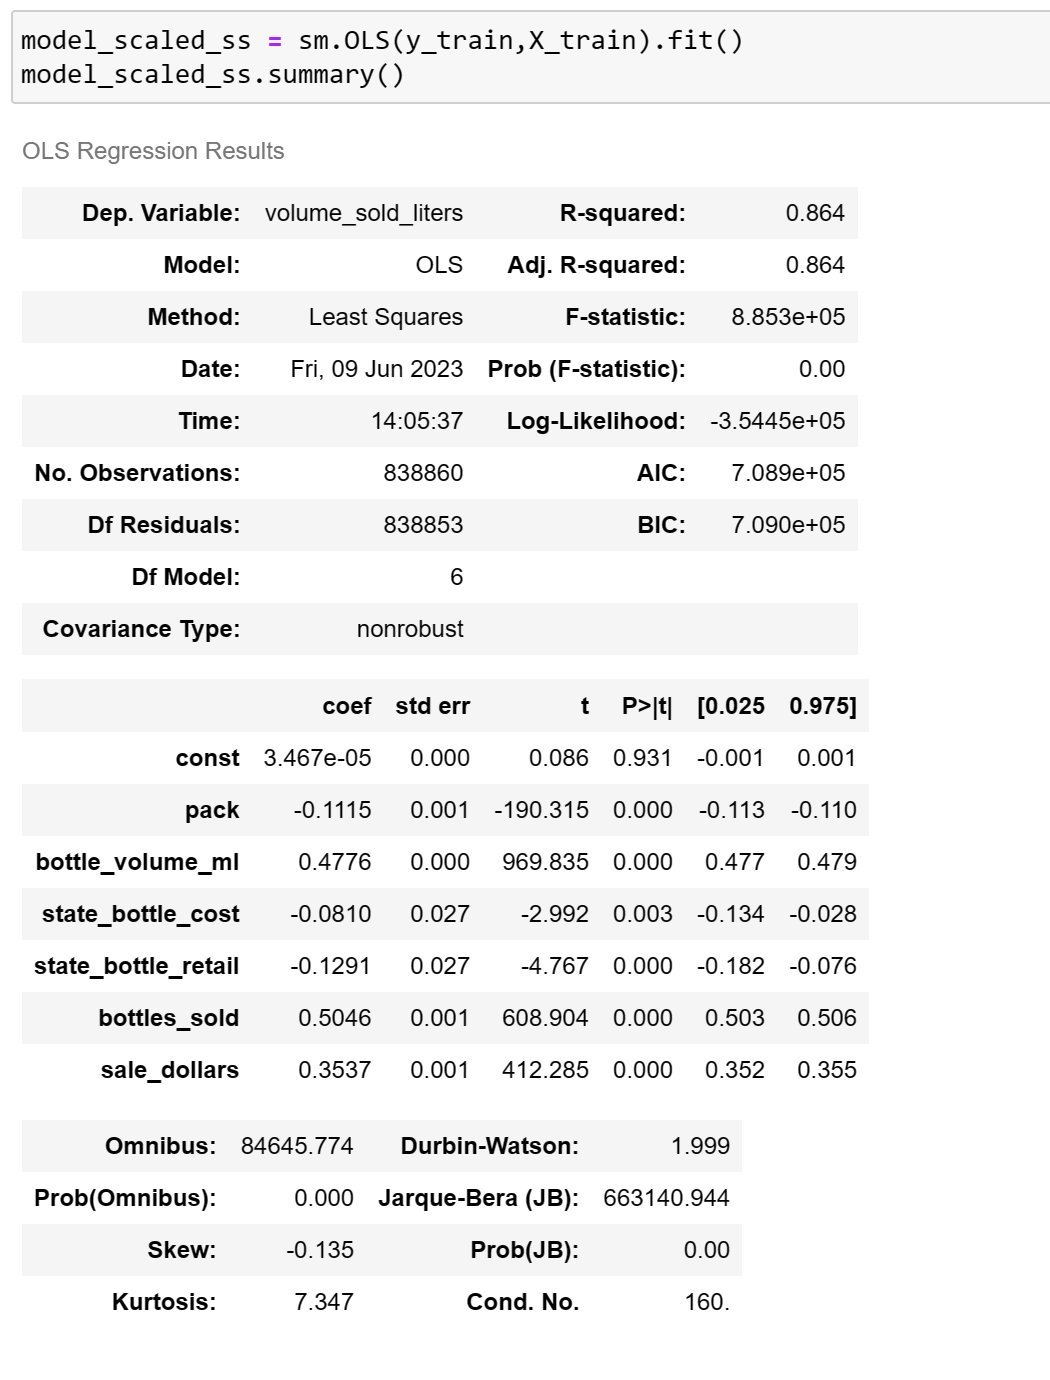 model_scaled_ss = sm.OLS(y_train,X_train).fit()
model_scaled_ss.summary()
OLS Regression Results
Dep. Variable: volume_sold_liters R-squared: 0.864
Model: OLS Adj. R-squared: 0.864
Method: Least Squares F-statistic: 8.853e+05
Date: Fri, 09 Jun 2023 Prob (F-statistic): 0.00
Time: 14:05:37 Log-Likelihood: -3.5445e+05
No. Observations: 838860 AIC: 7.089e+05
Df Residuals: 838853 BIC: 7.090e+05
Df Model: 6
Covariance Type: nonrobust
coef std err t P>|t| [0.025 0.975]
const 3.467e-05 0.000 0.086 0.931 -0.001 0.001
pack -0.1115 0.001 -190.315 0.000 -0.113 -0.110
bottle_volume_ml 0.4776 0.000 969.835 0.000 0.477 0.479
state_bottle_cost -0.0810 0.027 -2.992 0.003 -0.134 -0.028
state_bottle_retail -0.1291 0.027 -4.767 0.000 -0.182 -0.076
bottles_sold 0.5046 0.001 608.904 0.000 0.503 0.506
sale_dollars 0.3537 0.001 412.285 0.000 0.352 0.355
Omnibus: 84645.774 Durbin-Watson: 1.999
Prob(Omnibus): 0.000 Jarque-Bera (JB): 663140.944
Skew: -0.135 Prob(JB): 0.00
Kurtosis: 7.347 Cond. No. 160.